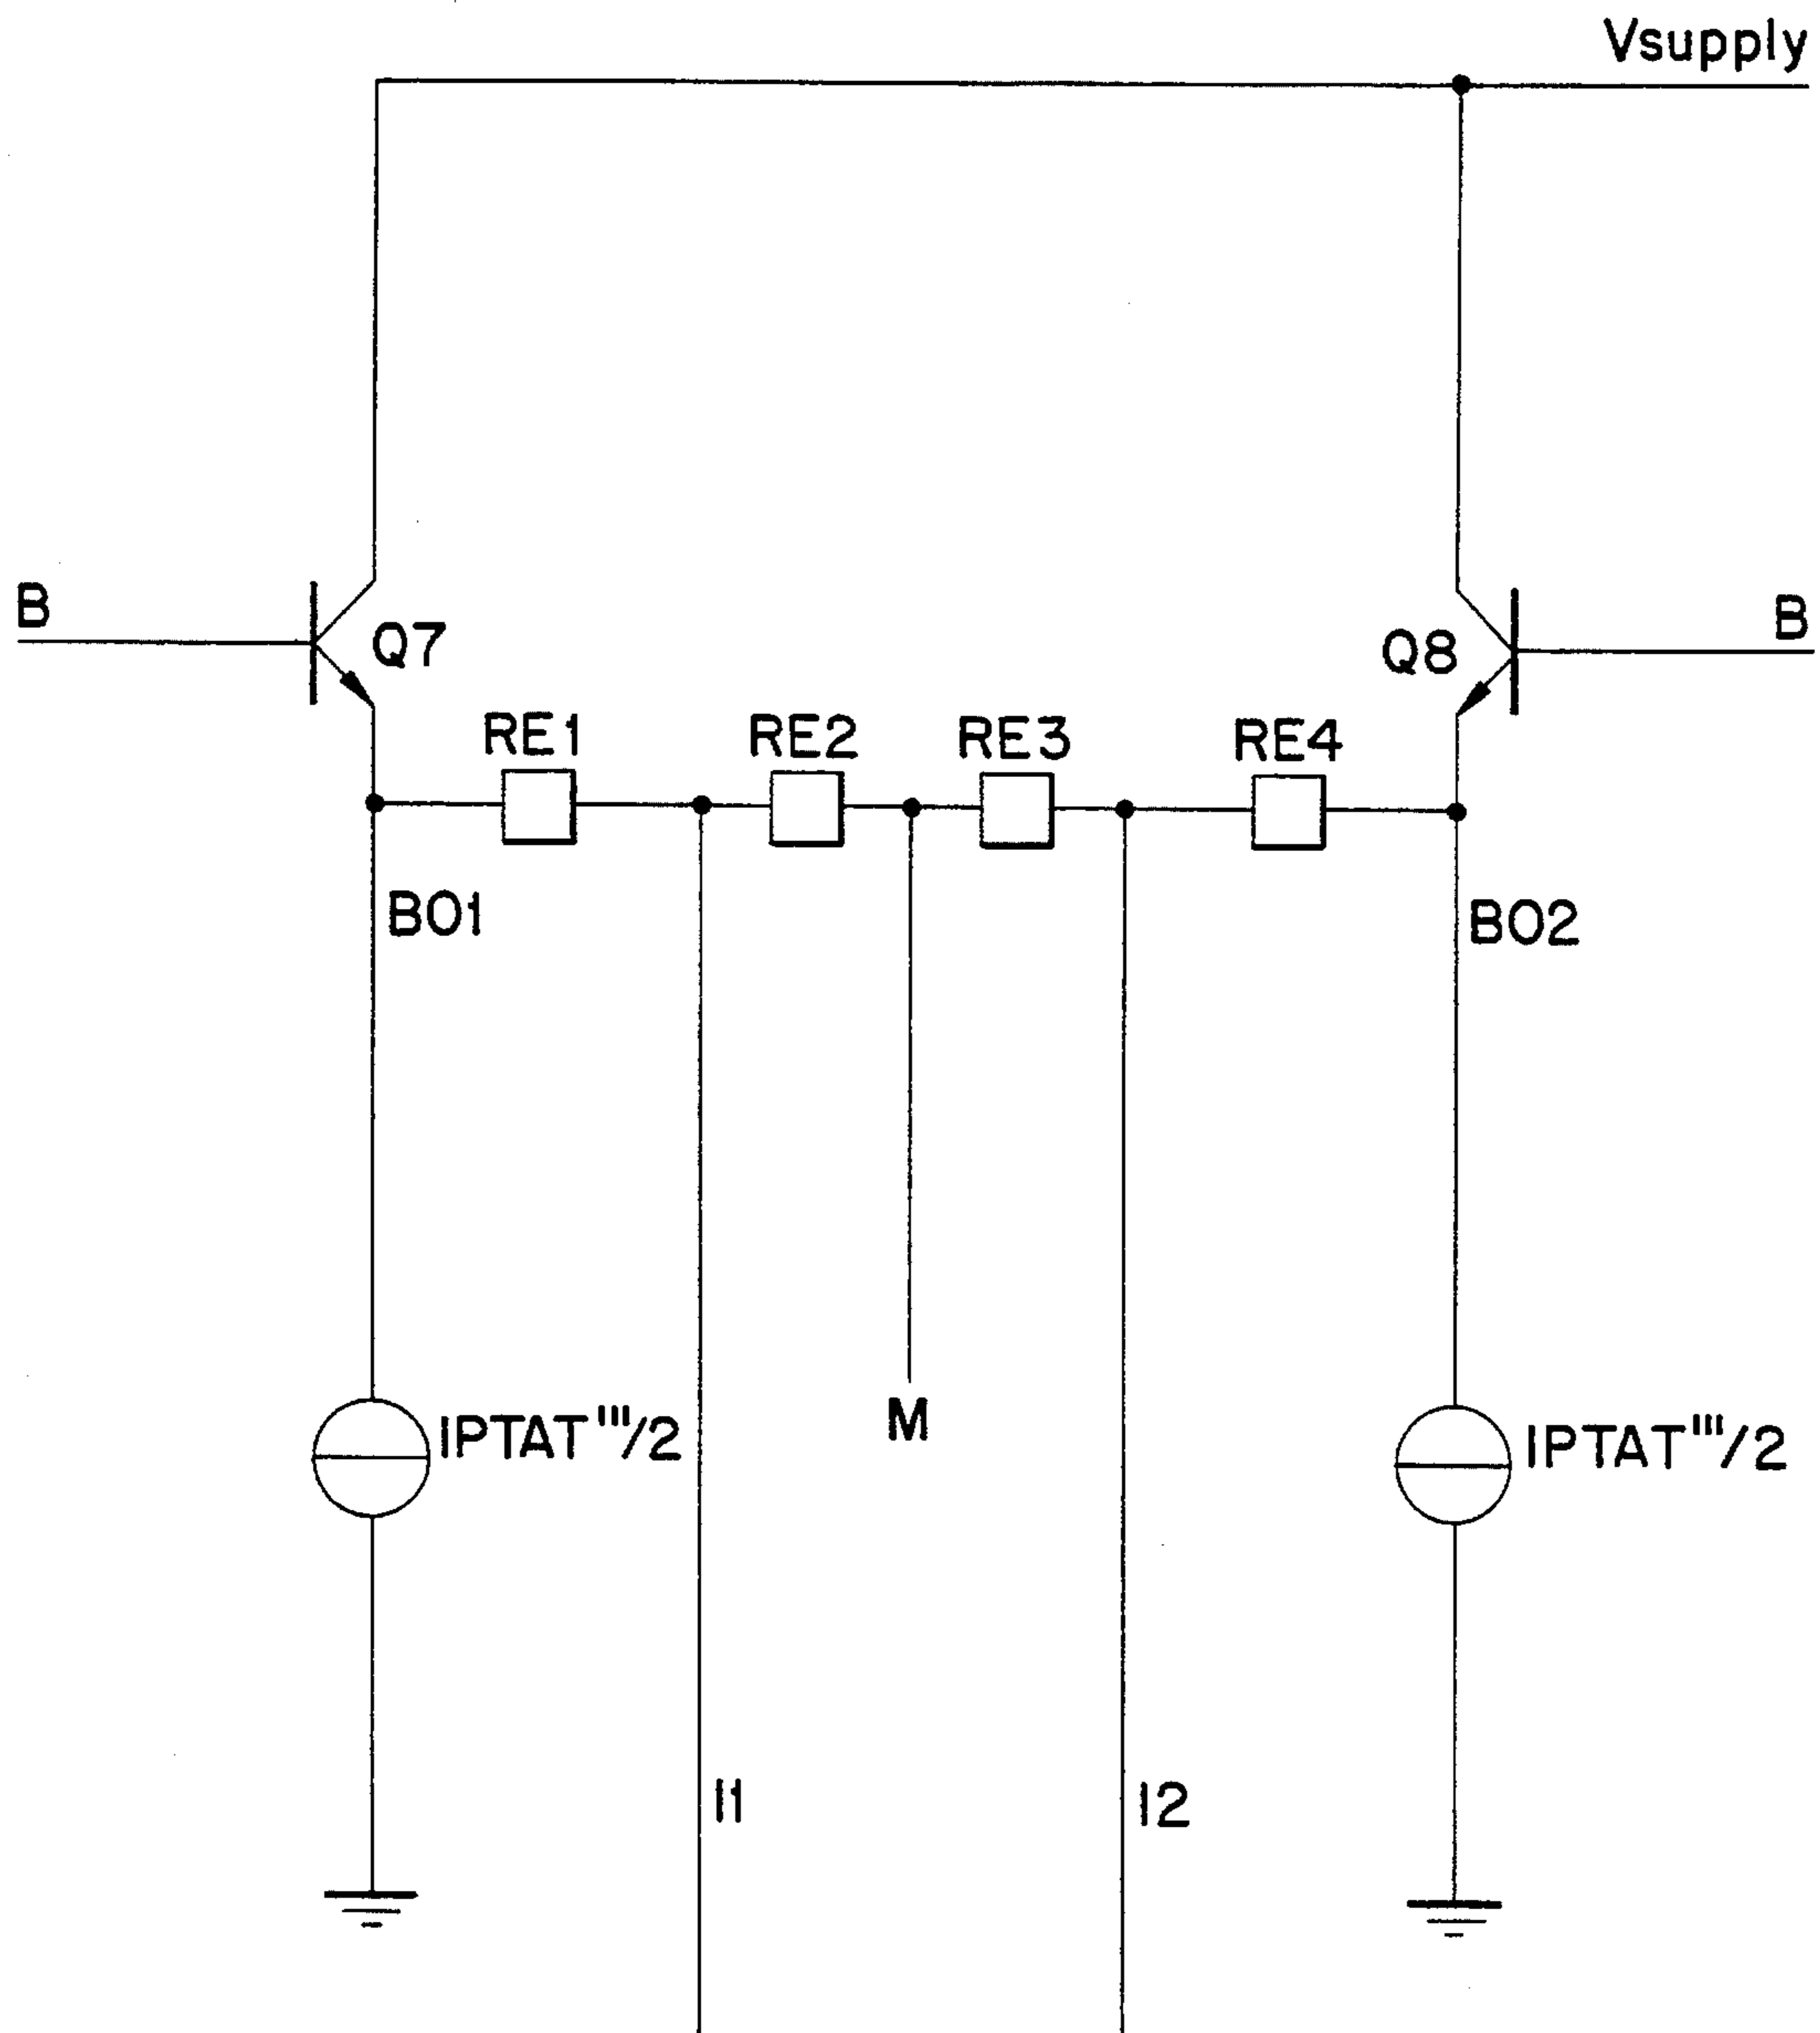 Vsupply
B
Q7
Q8
B
RE1
RE2
RE3
RE4
BO1
BO2
IPTAT'''/2
M
IPTAT'''/2
I1
I2